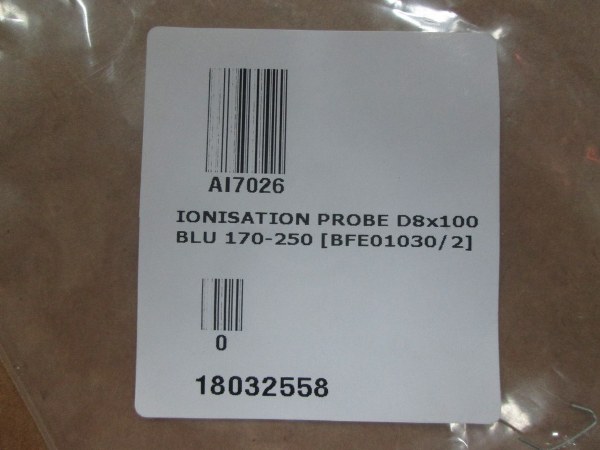 AI7026
IONISATION PROBE D8x100
BLU 170-250 [BFE01030/2]
0
18032558